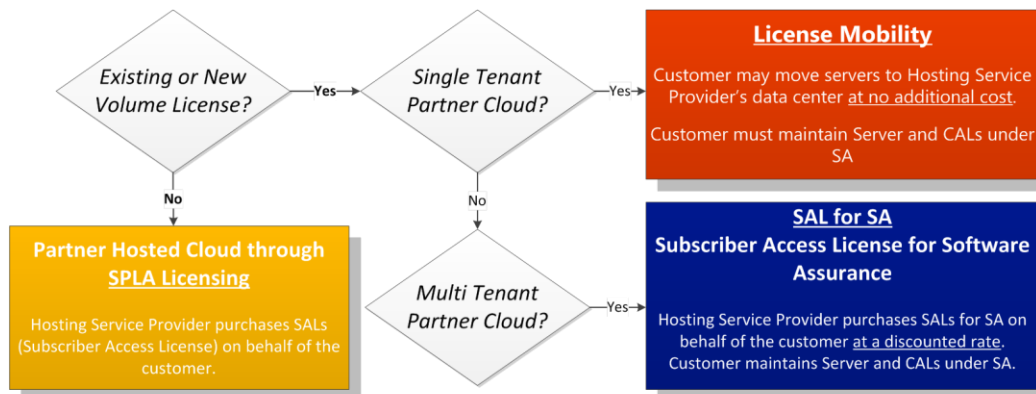 Existing or New
Volume License?
Yes
Single Tenant
Partner Cloud?
Yes
License Mobility
Customer may move servers to Hosting Service
Provider's data center at no additional cost.
Customer must maintain Server and CALs under
SA
No
No
Partner Hosted Cloud through
SPLA Licensing
Hosting Service Provider purchases SALs
(Subscriber Access License) on behalf of the
customer.
Multi Tenant
Partner Cloud?
Yes
SAL for SA
Subscriber Access License for Software
Assurance
Hosting Service Provider purchases SALs for SA on
behalf of the customer at a discounted rate.
Customer maintains Server and CALs under SA.